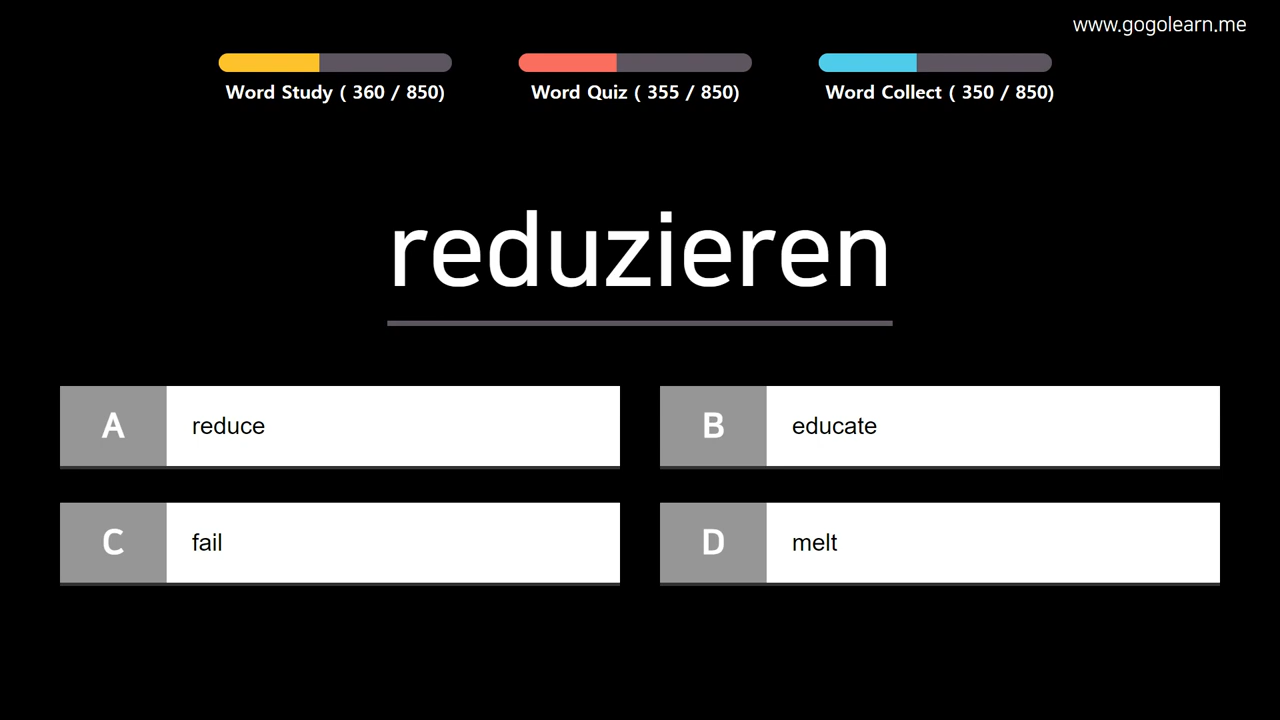 www.gogolearn.me
Word Study ( 360 / 850)
Word Quiz ( 355 / 850)
Word Collect ( 350 / 850)
reduzieren
A reduce
B educate
C fail
D melt